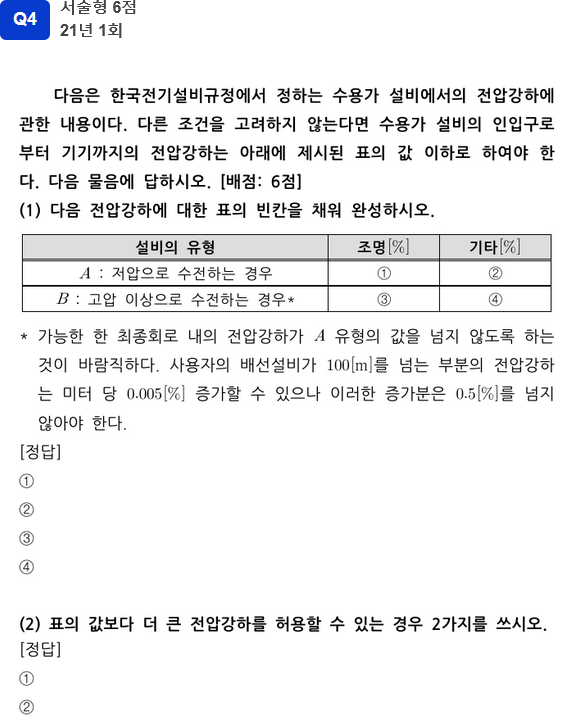 Q4
서술형 6점
21년 1회
다음은 한국전기설비규정에서 정하는 수용가 설비에서의 전압강하에
관한 내용이다. 다른 조건을 고려하지 않는다면 수용가 설비의 인입구로
부터 기기까지의 전압강하는 아래에 제시된 표의 값 이하로 하여야 한
다. 다음 물음에 답하시오. [배점: 6점]
(1) 다음 전압강하에 대한 표의 빈칸을 채워 완성하시오.
설비의 유형 조명[%] 기타[%]
A : 저압으로 수전하는 경우 ① ②
B : 고압 이상으로 수전하는 경우* ③ ④
* 가능한 한 최종회로 내의 전압강하가 A 유형의 값을 넘지 않도록 하는
것이 바람직하다. 사용자의 배선설비가 100[m]를 넘는 부분의 전압강하
는 미터 당 0.005[%] 증가할 수 있으나 이러한 증가분은 0.5[%]를 넘지
않아야 한다.
[정답]
①
②
③
④
(2) 표의 값보다 더 큰 전압강하를 허용할 수 있는 경우 2가지를 쓰시오.
[정답]
①
②